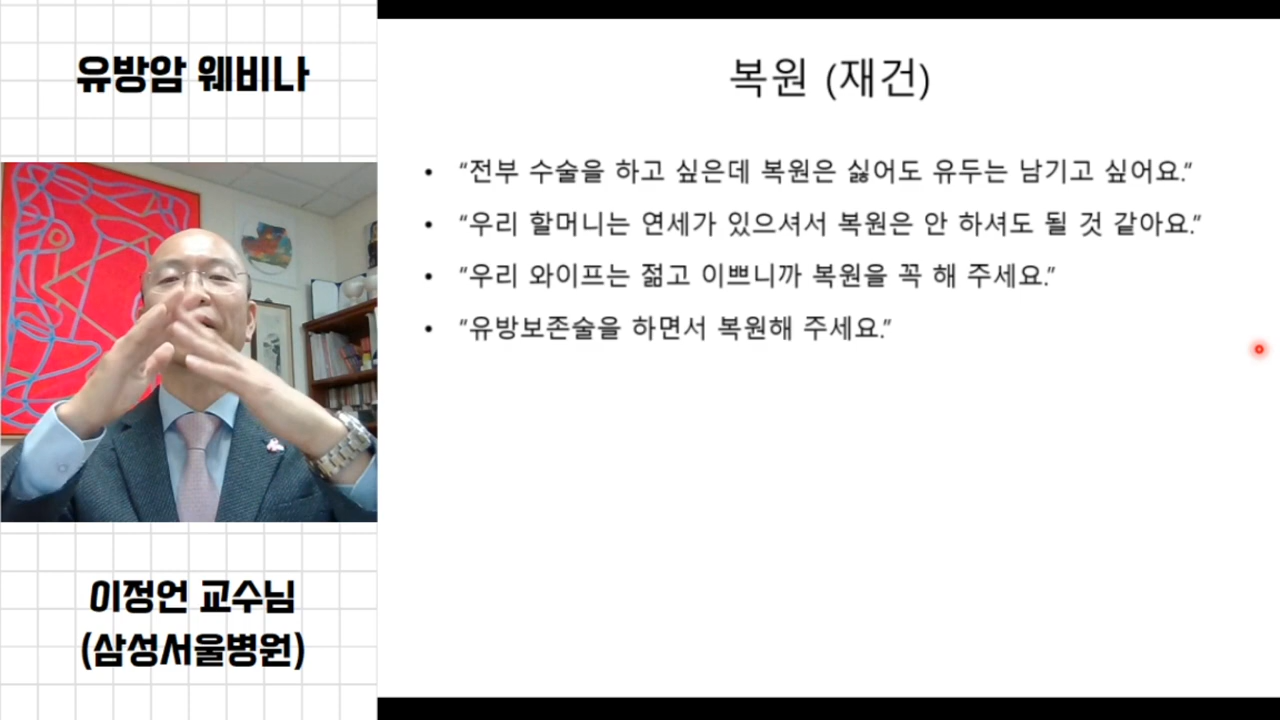 유방암 웨비나
이정언 교수님
(삼성서울병원)
복원 (재건)
• “전부 수술을 하고 싶은데 복원은 싫어도 유두는 남기고 싶어요.”
• “우리 할머니는 연세가 있으셔서 복원은 안 하셔도 될 것 같아요.”
• “우리 와이프는 젊고 이쁘니까 복원을 꼭 해 주세요.”
• “유방보존술을 하면서 복원해 주세요.”